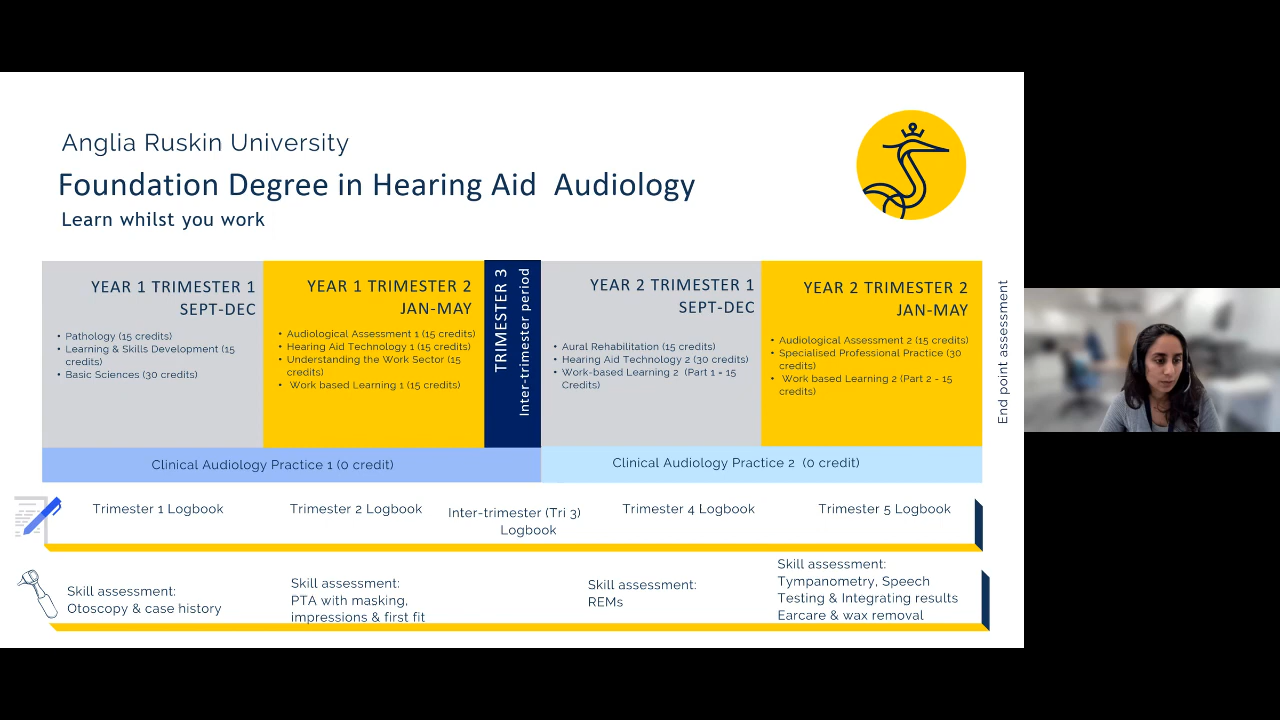 Anglia Ruskin University
Foundation Degree in Hearing Aid Audiology
Learn whilst you work
YEAR 1 TRIMESTER 1
SEPT-DEC
• Pathology (15 credits)
• Learning & Skills Development (15
credits)
• Basic Sciences (30 credits)
YEAR 1 TRIMESTER 2
JAN-MAY
• Audiological Assessment 1 (15 credits)
• Hearing Aid Technology 1 (15 credits)
• Understanding the Work Sector (15
credits)
• Work based Learning 1 (15 credits)
TRIMESTER 3
Inter-trimester period
YEAR 2 TRIMESTER 1
SEPT-DEC
• Aural Rehabilitation (15 credits)
• Hearing Aid Technology 2 (30 credits)
• Work-based Learning 2 (Part 1 - 15
Credits)
YEAR 2 TRIMESTER 2
JAN-MAY
• Audiological Assessment 2 (15 credits)
• Specialised Professional Practice (30
credits)
• Work based Learning 2 (Part 2 - 15
credits)
End point assessment
Clinical Audiology Practice 1 (0 credit)
Clinical Audiology Practice 2 (0 credit)
Trimester 1 Logbook
Trimester 2 Logbook
Inter-trimester (Tri 3)
Logbook
Trimester 4 Logbook
Trimester 5 Logbook
Skill assessment:
Otoscopy & case history
Skill assessment:
PTA with masking,
impressions & first fit
Skill assessment:
REMs
Skill assessment:
Tympanometry, Speech
Testing & Integrating results
Earcare & wax removal